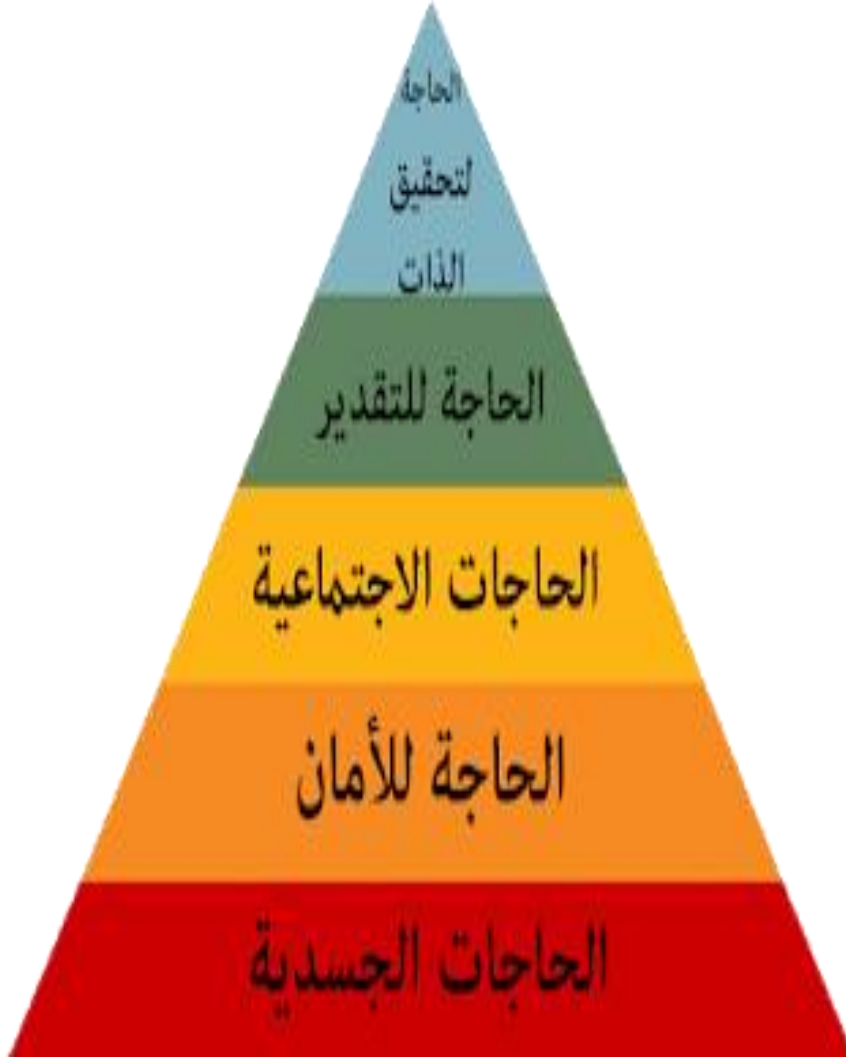 الحاجة
لتحقيق
الذات
الحاجة للتقدير
الحاجات الاجتماعية
الحاجة للأمان
الحاجات الجسدية